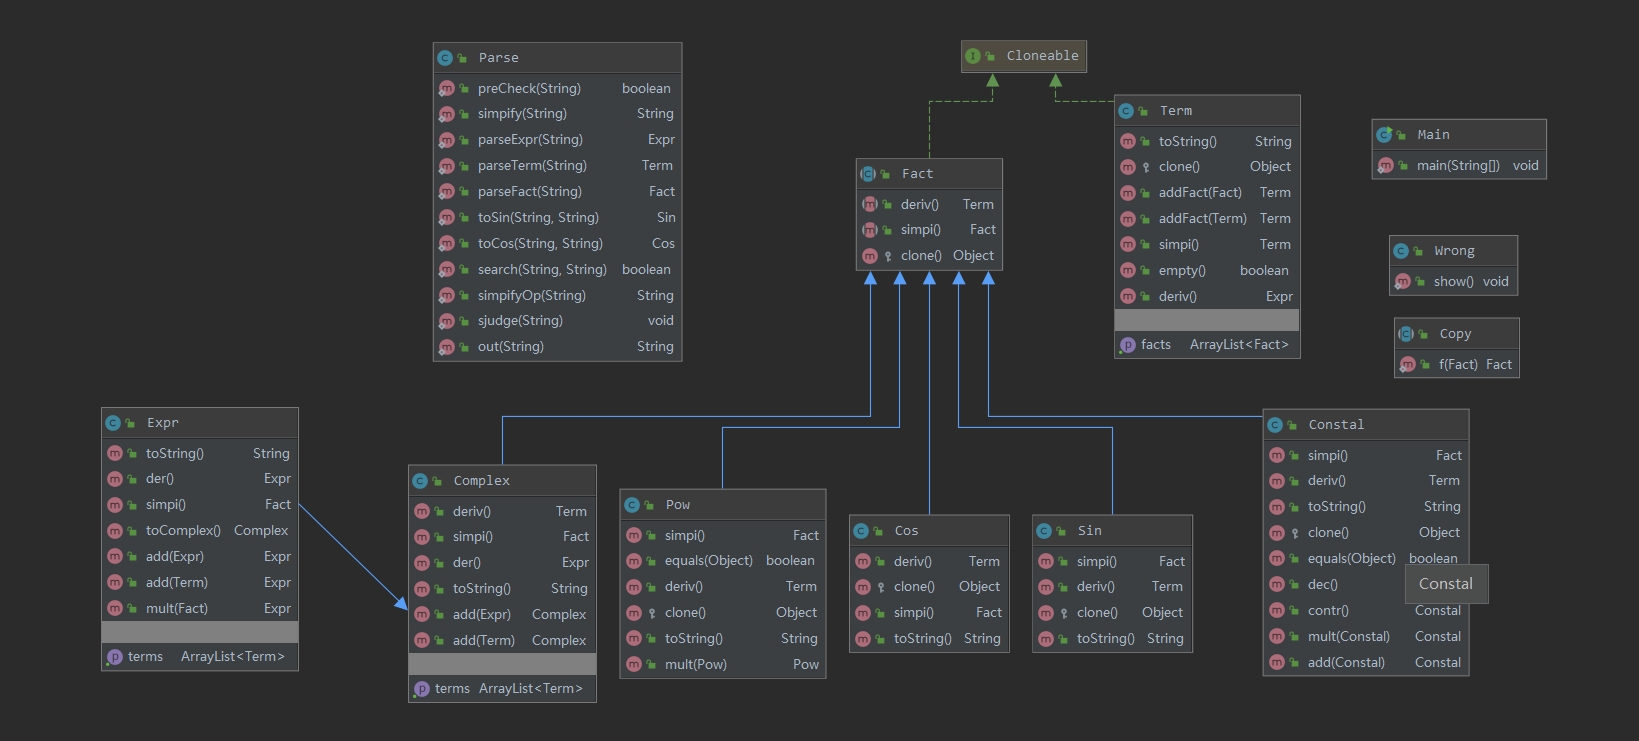 Parse
preCheck(String) boolean
simpify(String) String
parseExpr(String) Expr
parseTerm(String) Term
parseFact(String) Fact
toSin(String, String) Sin
toCos(String, String) Cos
search(String, String) boolean
simpifyOp(String) String
sjudge(String) void
out(String) String
Cloneable
Fact
deriv() Term
simpi() Fact
clone() Object
Term
toString() String
clone() Object
addFact(Fact) Term
addFact(Term) Term
simpi() Term
empty() boolean
deriv() Expr
facts ArrayList<Fact>
Main
main(String[]) void
Wrong
show() void
Copy
f(Fact) Fact
Expr
toString() String
der() Expr
simpi() Fact
toComplex() Complex
add(Expr) Expr
add(Term) Expr
mult(Fact) Expr
terms ArrayList<Term>
Complex
deriv() Term
simpi() Fact
der() Expr
toString() String
add(Expr) Complex
add(Term) Complex
terms ArrayList<Term>
Pow
simpi() Fact
equals(Object) boolean
deriv() Term
clone() Object
toString() String
mult(Pow) Pow
Cos
deriv() Term
clone() Object
simpi() Fact
toString() String
Sin
simpi() Fact
deriv() Term
clone() Object
toString() String
Constal
simpi() Fact
deriv() Term
toString() String
clone() Object
equals(Object) boolean
dec()
Constal
contr() Constal
mult(Constal) Constal
add(Constal) Constal